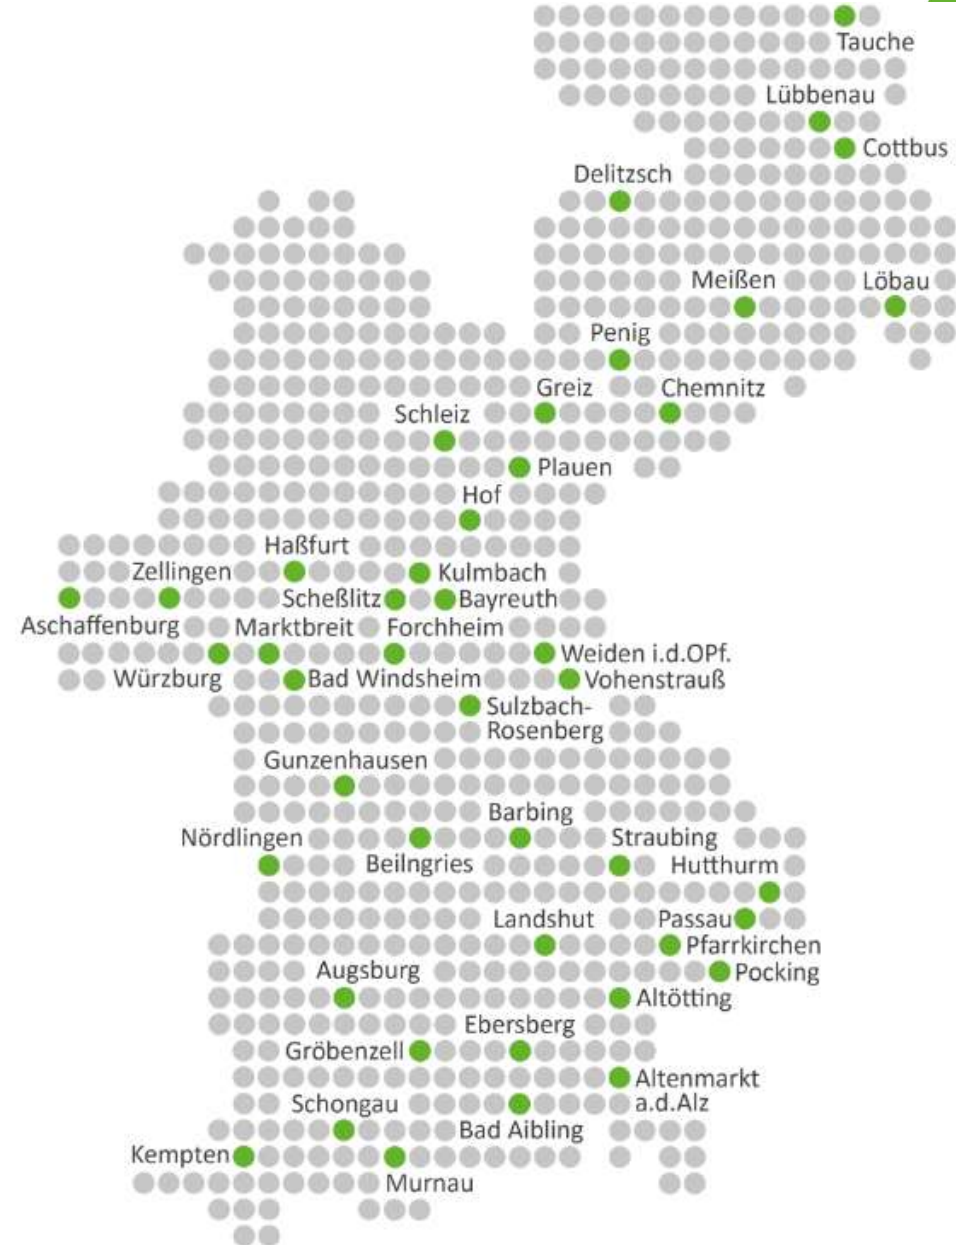 Tauche
Lübbenau
Cottbus
Delitzsch
Meißen
Löbau
Penig
Greiz
Chemnitz
Schleiz
Plauen
Hof
Haßfurt
Zellingen
Kulmbach
Scheßlitz
Bayreuth
Aschaffenburg
Marktbreit
Forchheim
Weiden i.d.OPf.
Würzburg
Bad Windsheim
Vohenstrauß
Sulzbach-
Rosenberg
Gunzenhausen
Barbing
Nördlingen
Straubing
Beilngries
Hutthurm
Landshut
Passau
Pfarrkirchen
Augsburg
Pocking
Altötting
Ebersberg
Gröbenzell
Altenmarkt
a.d.Alz
Schongau
Bad Aibling
Kempten
Murnau